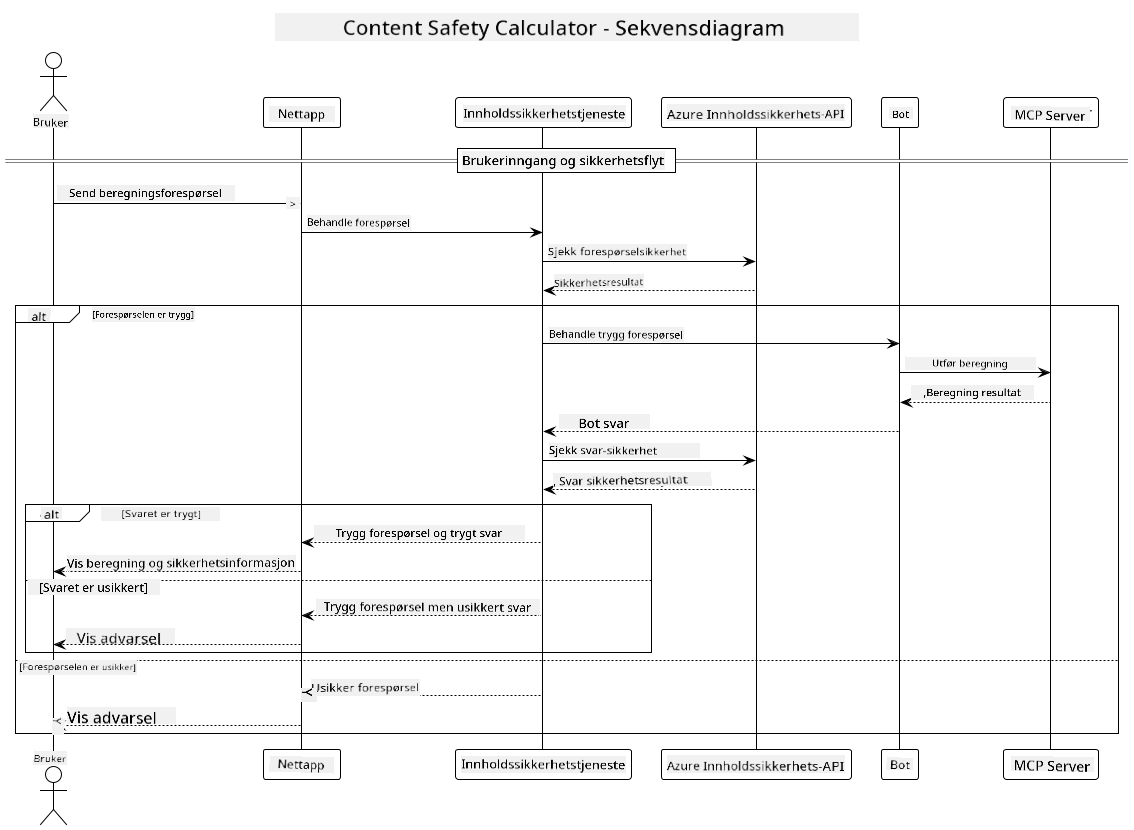 Content Safety Calculator - Sekvensdiagram
Bruker
Nettapp
Innholdssikkerhetstjeneste
Azure Innholdssikkerhets-API
Bot
MCP Server
Brukerinngang og sikkerhetsflyt
Send beregningsforespørsel
Behandle forespørsel
Sjekk forespørselsikkerhet
Sikkerhetsresultat
alt
[Forespørselen er trygg]
Behandle trygg forespørsel
Utfør beregning
,Beregning resultat
Bot svar
Sjekk svar-sikkerhet
Svar sikkerhetsresultat
alt
[Svaret er trygt]
Trygg forespørsel og trygt svar
Vis beregning og sikkerhetsinformasjon
[Svaret er usikkert]
Trygg forespørsel men usikkert svar
Vis advarsel
[Forespørselen er usikker]
Usikker forespørsel
Vis advarsel
Bruker
Nettapp
Innholdssikkerhetstjeneste
Azure Innholdssikkerhets-API
Bot
MCP Server